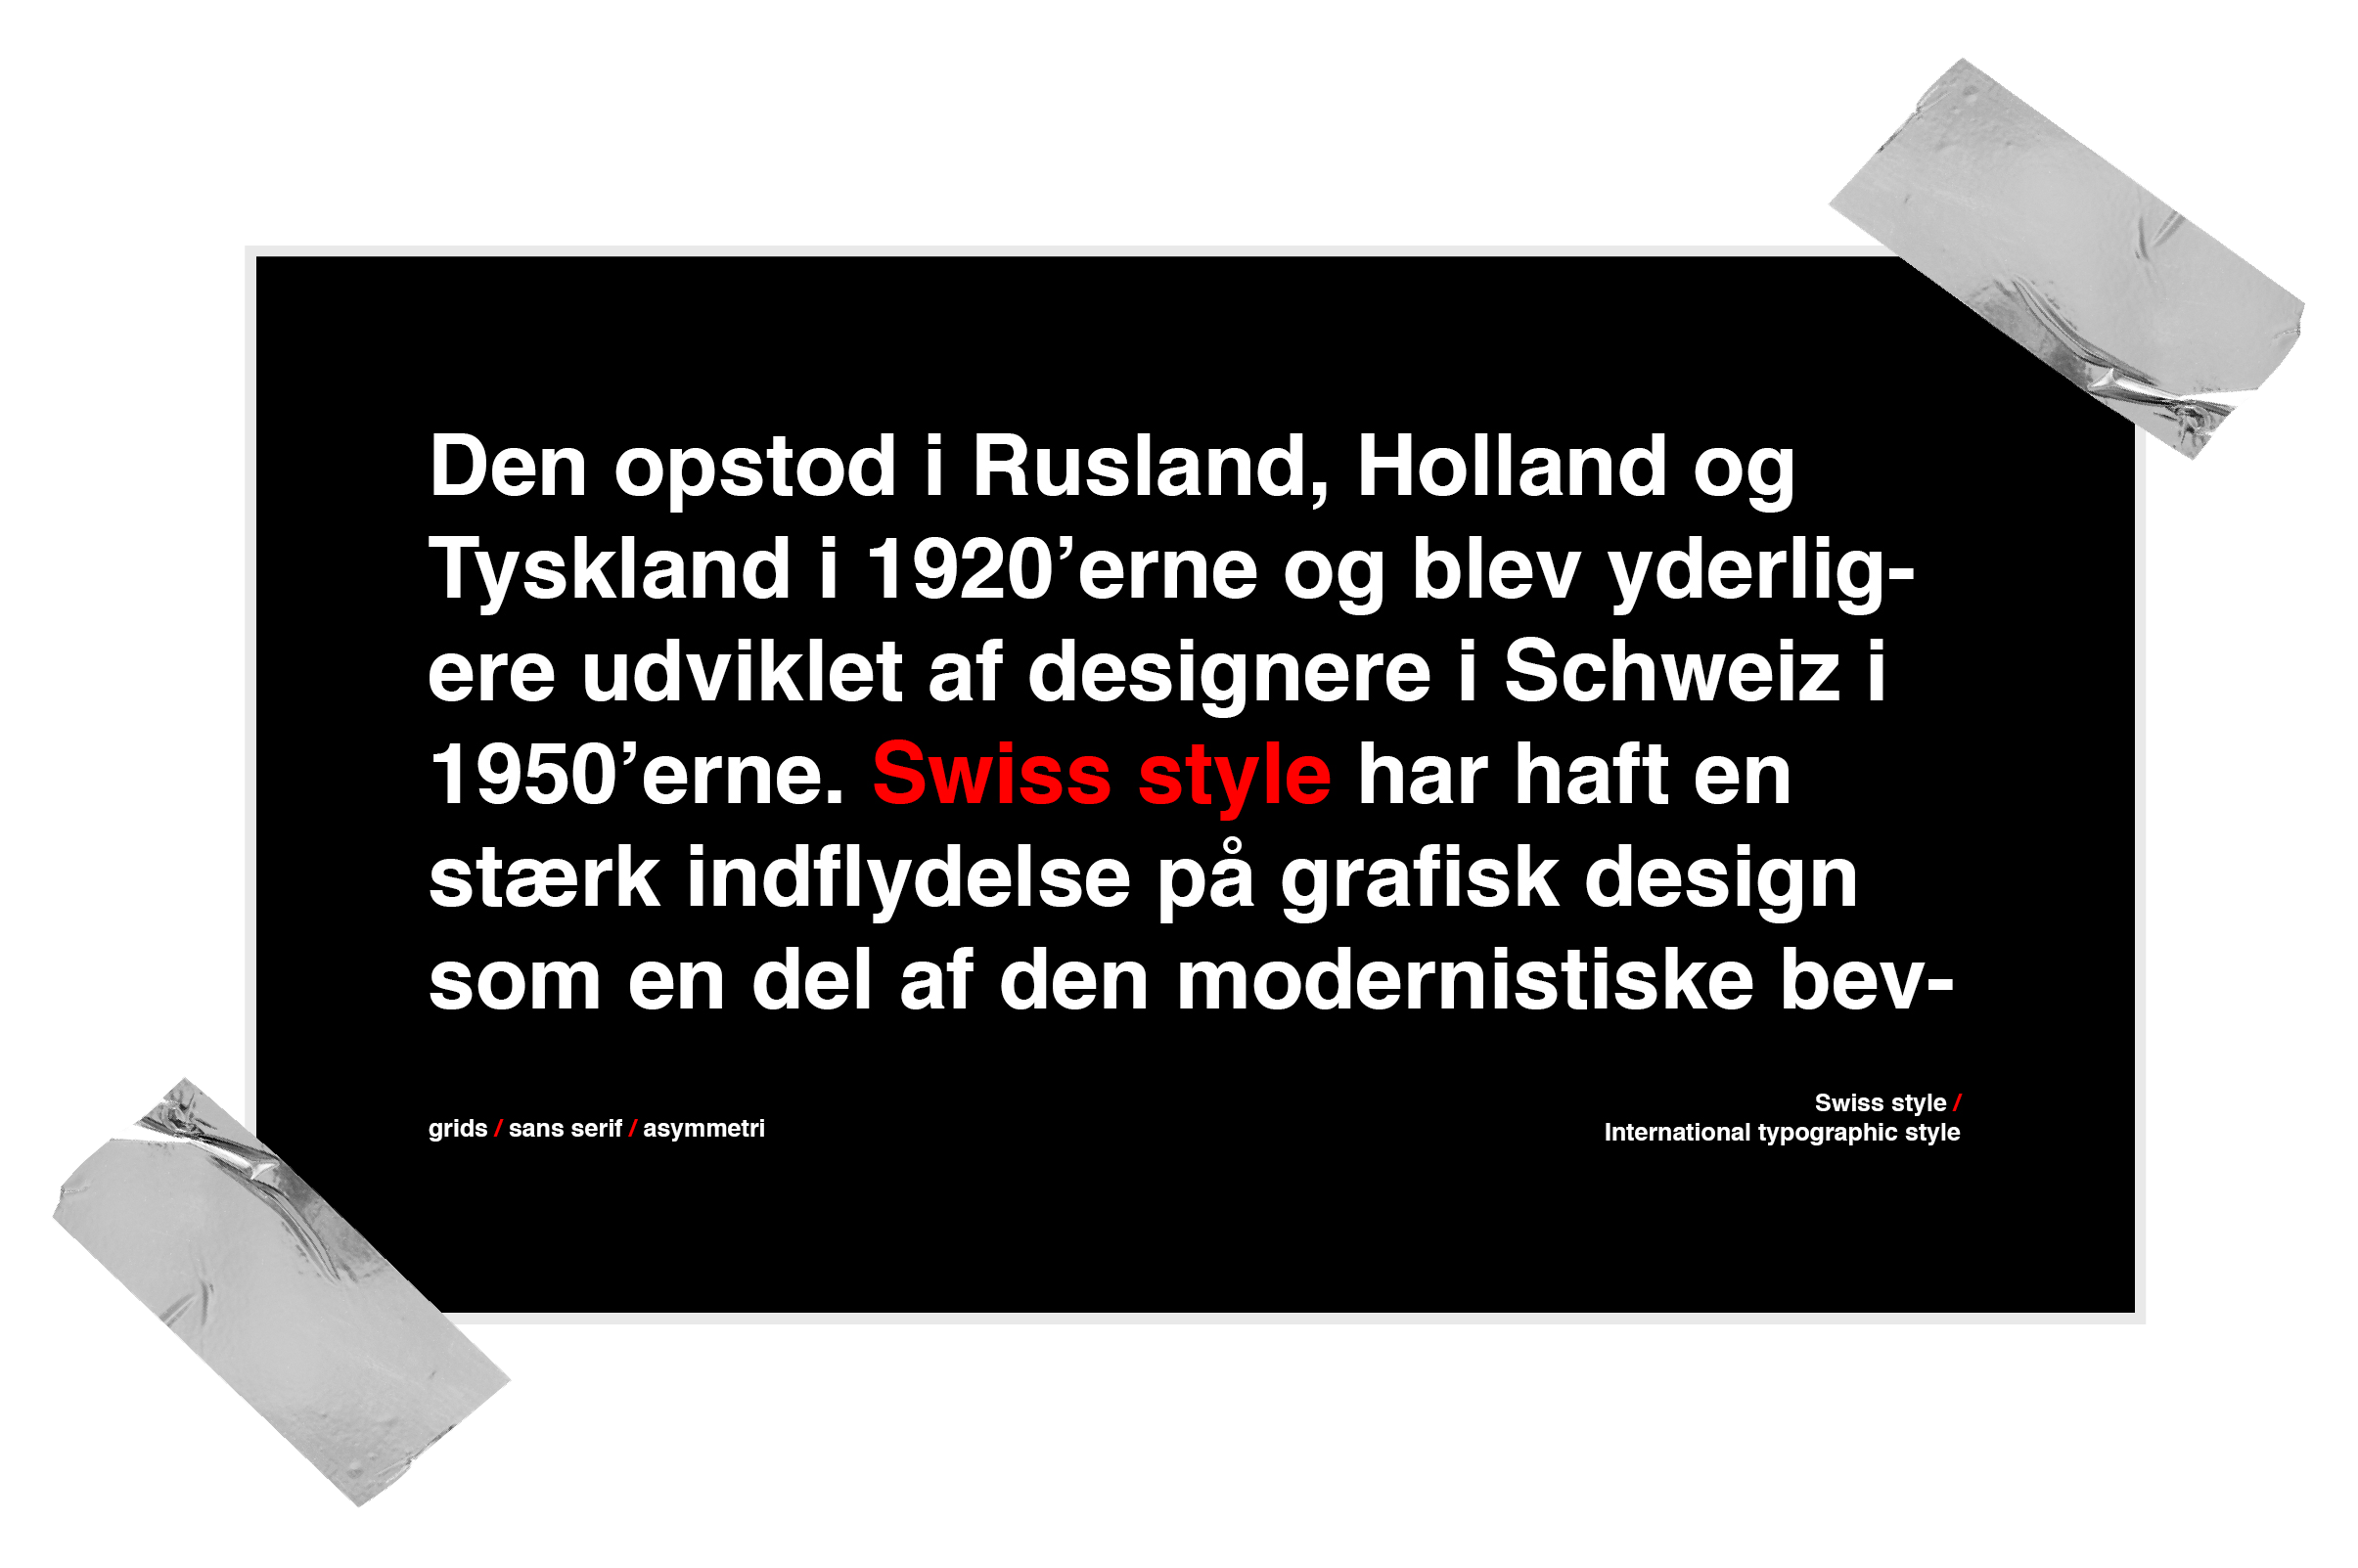 Den opstod i Rusland, Holland og
Tyskland i 1920’erne og blev yderlig-
ere udviklet af designere i Schweiz i
1950’erne. Swiss style har haft en
stærk indflydelse på grafisk design
som en del af den modernistiske bev-
grids / sans serif / asymmetri
Swiss style /
International typographic style